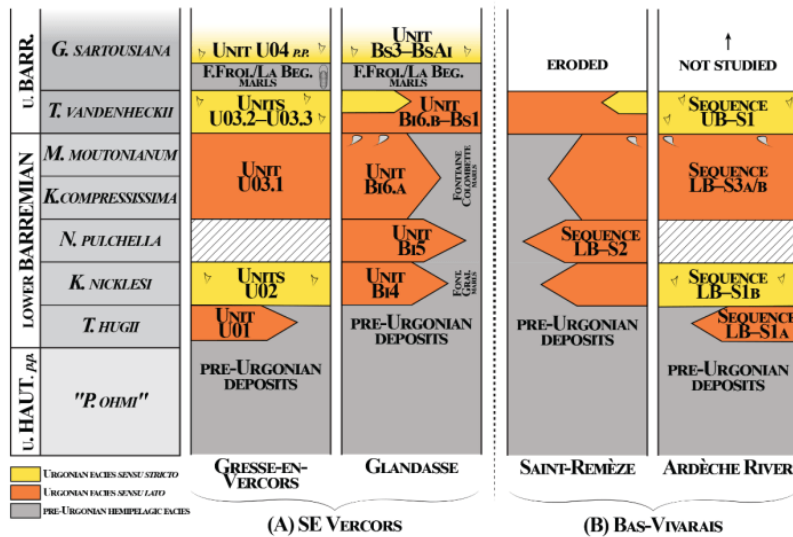 U. BARR.
LOWER BARREMIAN
U. HAUT. p.p.
G. SARTOUSIANA
T. VANDENHECKII
M. MOUTONIANUM
K.COMPRESSISSIMA
N. PULCHELLA
K. NICKLESI
T. HUGII
"P. OHMI"
UNIT U04 P.P.
F.FROI./LA BEG.
MARLS
UNITS
U03.2–U03.3
UNIT
U03.1
UNITS
U02
UNIT
U01
PRE-URGONIAN
DEPOSITS
GRESSE-EN-
VERCORS
UNIT
BS3–BSAI
F.FROI./LA BEG.
MARLS
UNIT
BI6.B–BS1
UNIT
BI6.A
FONTTAINE
COLOMBETTE
MARLS
UNIT
BI5
UNIT
BI4
FONT.
GRAL
MARLS
PRE-URGONIAN
DEPOSITS
GLANDASSE
ERODED
SEQUENCE
LB–S2
PRE-URGONIAN
DEPOSITS
SAINT-REMÈZE
NOT STUDIED
SEQUENCE
UB–S1
SEQUENCE
LB–S3A/B
SEQUENCE
LB–S1B
SEQUENCE
LB–S1A
PRE-URGONIAN
DEPOSITS
ARDÈCHE RIVER
URGONIAN FACIES SENSU STRICTO
URGONIAN FACIES SENSU LATO
PRE-URGONIAN HEMIPELAGIC FACIES
(A) SE VERCORS
(B) BAS-VIVARAIS